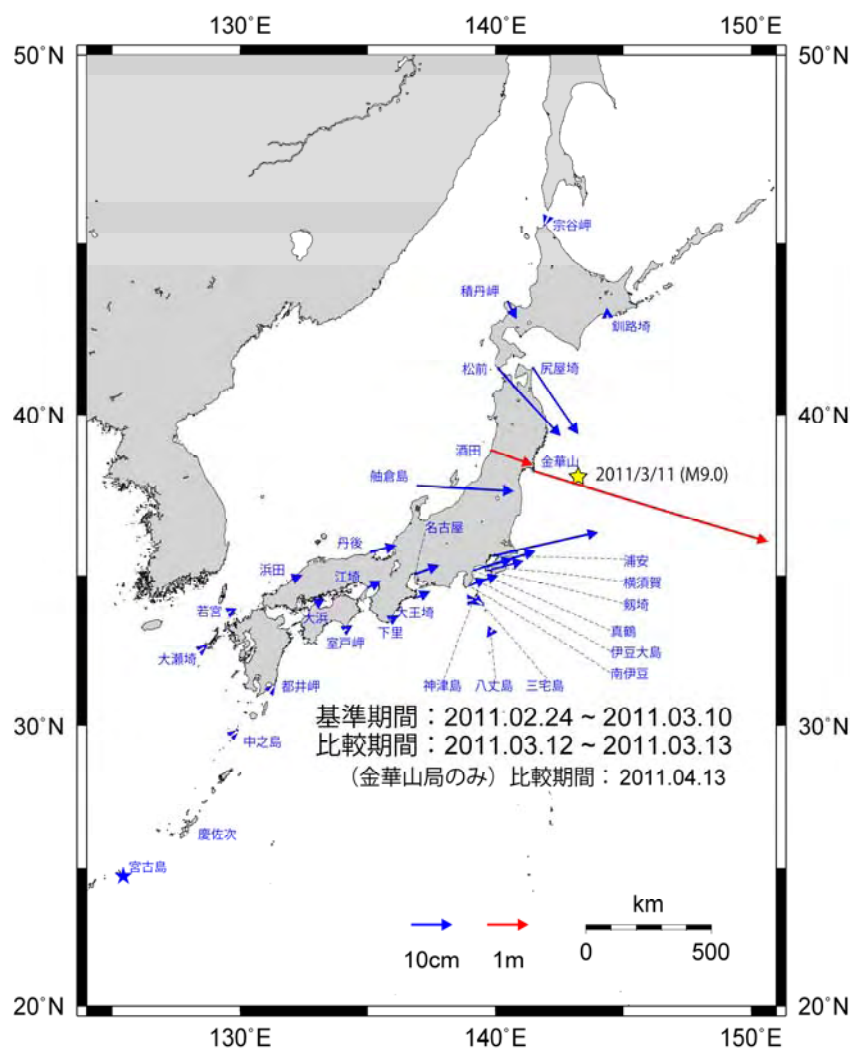 130°E
140°E
150°E
50°N
50°N
宗谷岬
積丹岬
釧路埼
松前
尻屋埼
40°N
40°N
酒田
金華山
2011/3/11 (M9.0)
舳倉島
名古屋
丹後
浦安
浜田
江埼
横須賀
若宮
大浜
大王埼
剱埼
下里
真鶴
室戸岬
伊豆大島
大瀬埼
南伊豆
都井岬
神津島
八丈島
三宅島
基準期間：2011.02.24 ~ 2011.03.10
30°N
30°N
中之島
比較期間：2011.03.12 ~ 2011.03.13
（金華山局のみ）比較期間： 2011.04.13
慶佐次
宮古島
km
10cm
1m
0
500
20°N
20°N
130°E
140°E
150°E